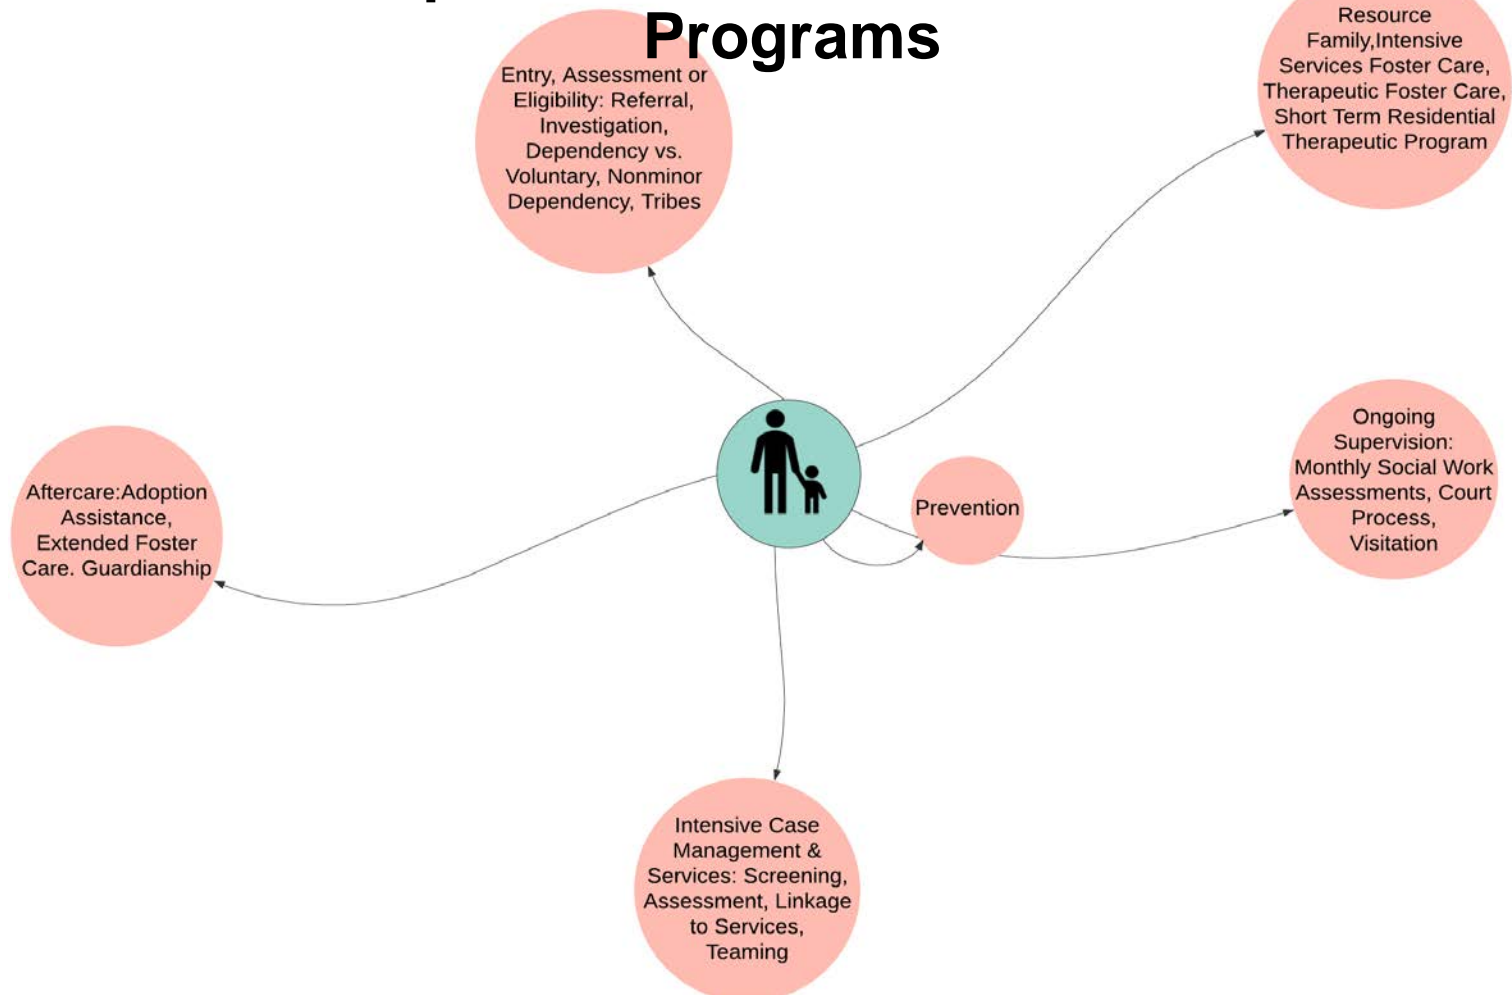 Programs
Entry, Assessment or
Eligibility: Referral,
Investigation,
Dependency vs.
Voluntary, Nonminor
Dependency, Tribes
Resource
Family,Intensive
Services Foster Care,
Therapeutic Foster Care,
Short Term Residential
Therapeutic Program
Ongoing
Supervision:
Monthly Social Work
Assessments, Court
Process,
Visitation
Prevention
Aftercare:Adoption
Assistance,
Extended Foster
Care. Guardianship
Intensive Case
Management &
Services: Screening,
Assessment, Linkage
to Services,
Teaming